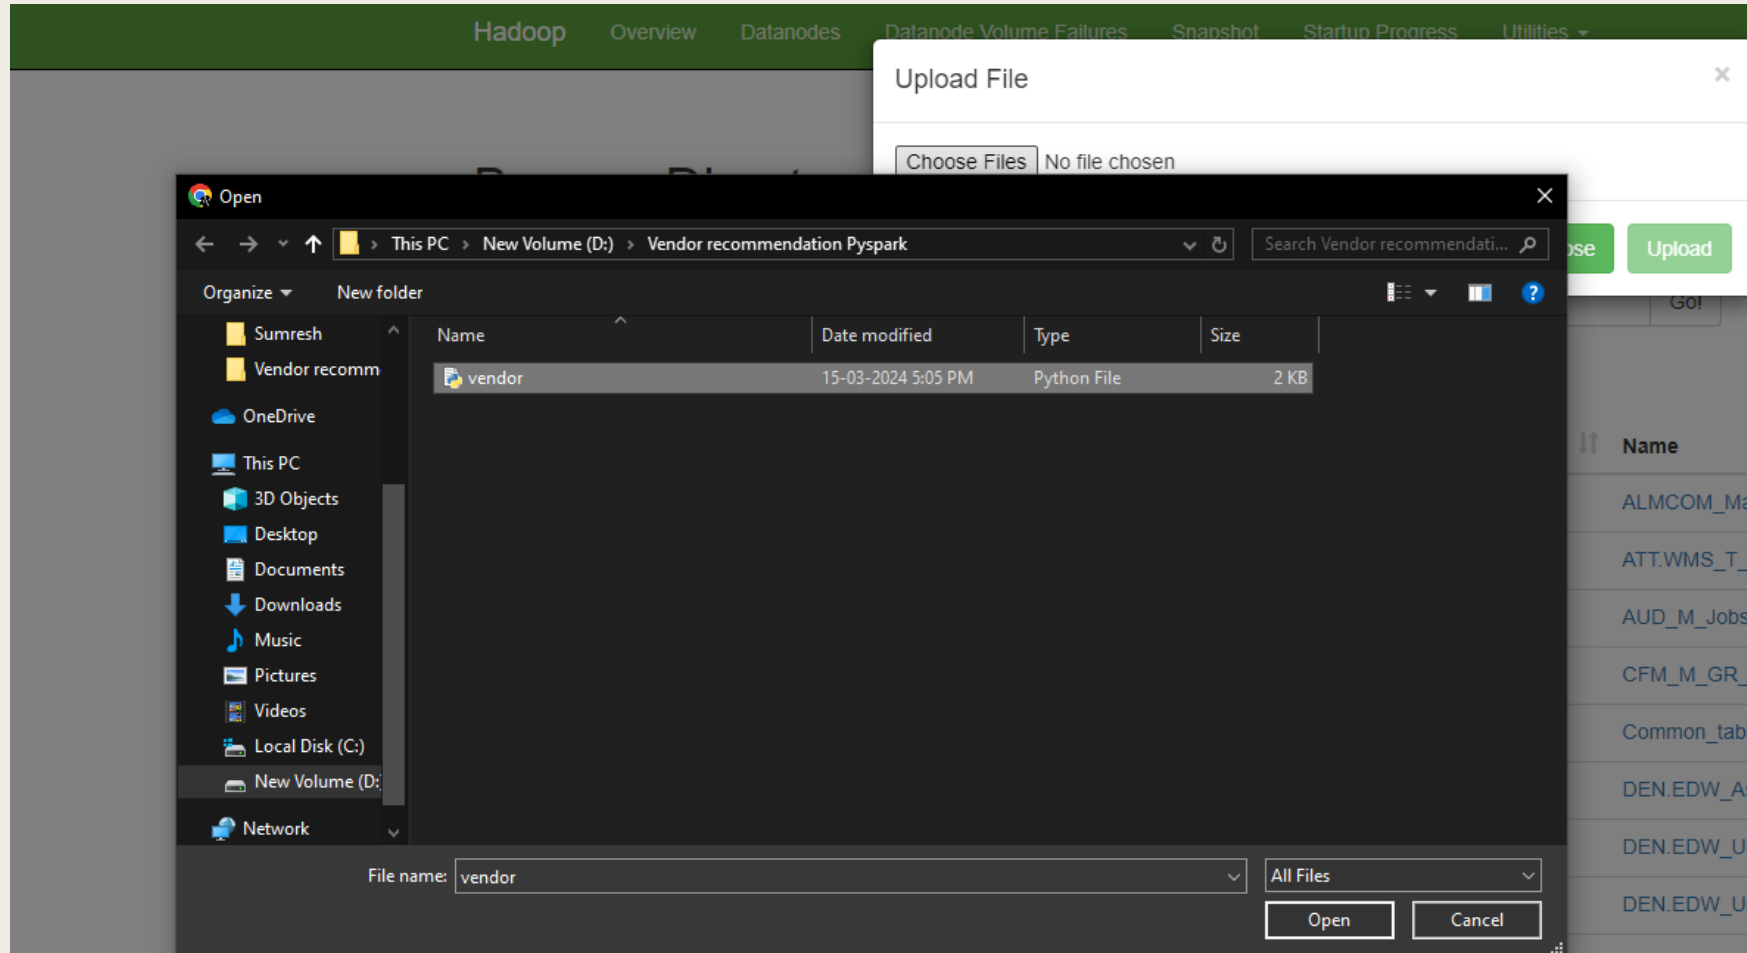 Hadoop Overview Datanodes Datanode Volume Failures Snapshot Startup Progress Utilities
Upload File ×
Choose Files No file chosen
Open
This PC > New Volume (D:) > Vendor recommendation Pyspark
Search Vendor recommendati...
Upload
Organize New folder
Go!
Sumresh
Vendor recomm
OneDrive
This PC
3D Objects
Desktop
Documents
Downloads
Music
Pictures
Videos
Local Disk (C:)
New Volume (D:)
Network
Name Date modified Type Size
vendor 15-03-2024 5:05 PM Python File 2 KB
Name
ALMCOM_Ma
ATT.WMS_T_
AUD_M_Jobs
CFM_M_GR_
Common_tab
DEN.EDW_As
DEN.EDW_U
DEN.EDW_U
File name: vendor All Files
Open Cancel